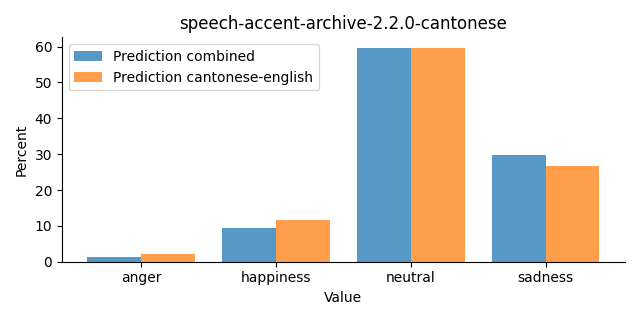 speech-accent-archive-2.2.0-cantonese
Prediction combined
Prediction cantonese-english
Percent
60
50
40
30
20
10
0
anger happiness neutral sadness
Value